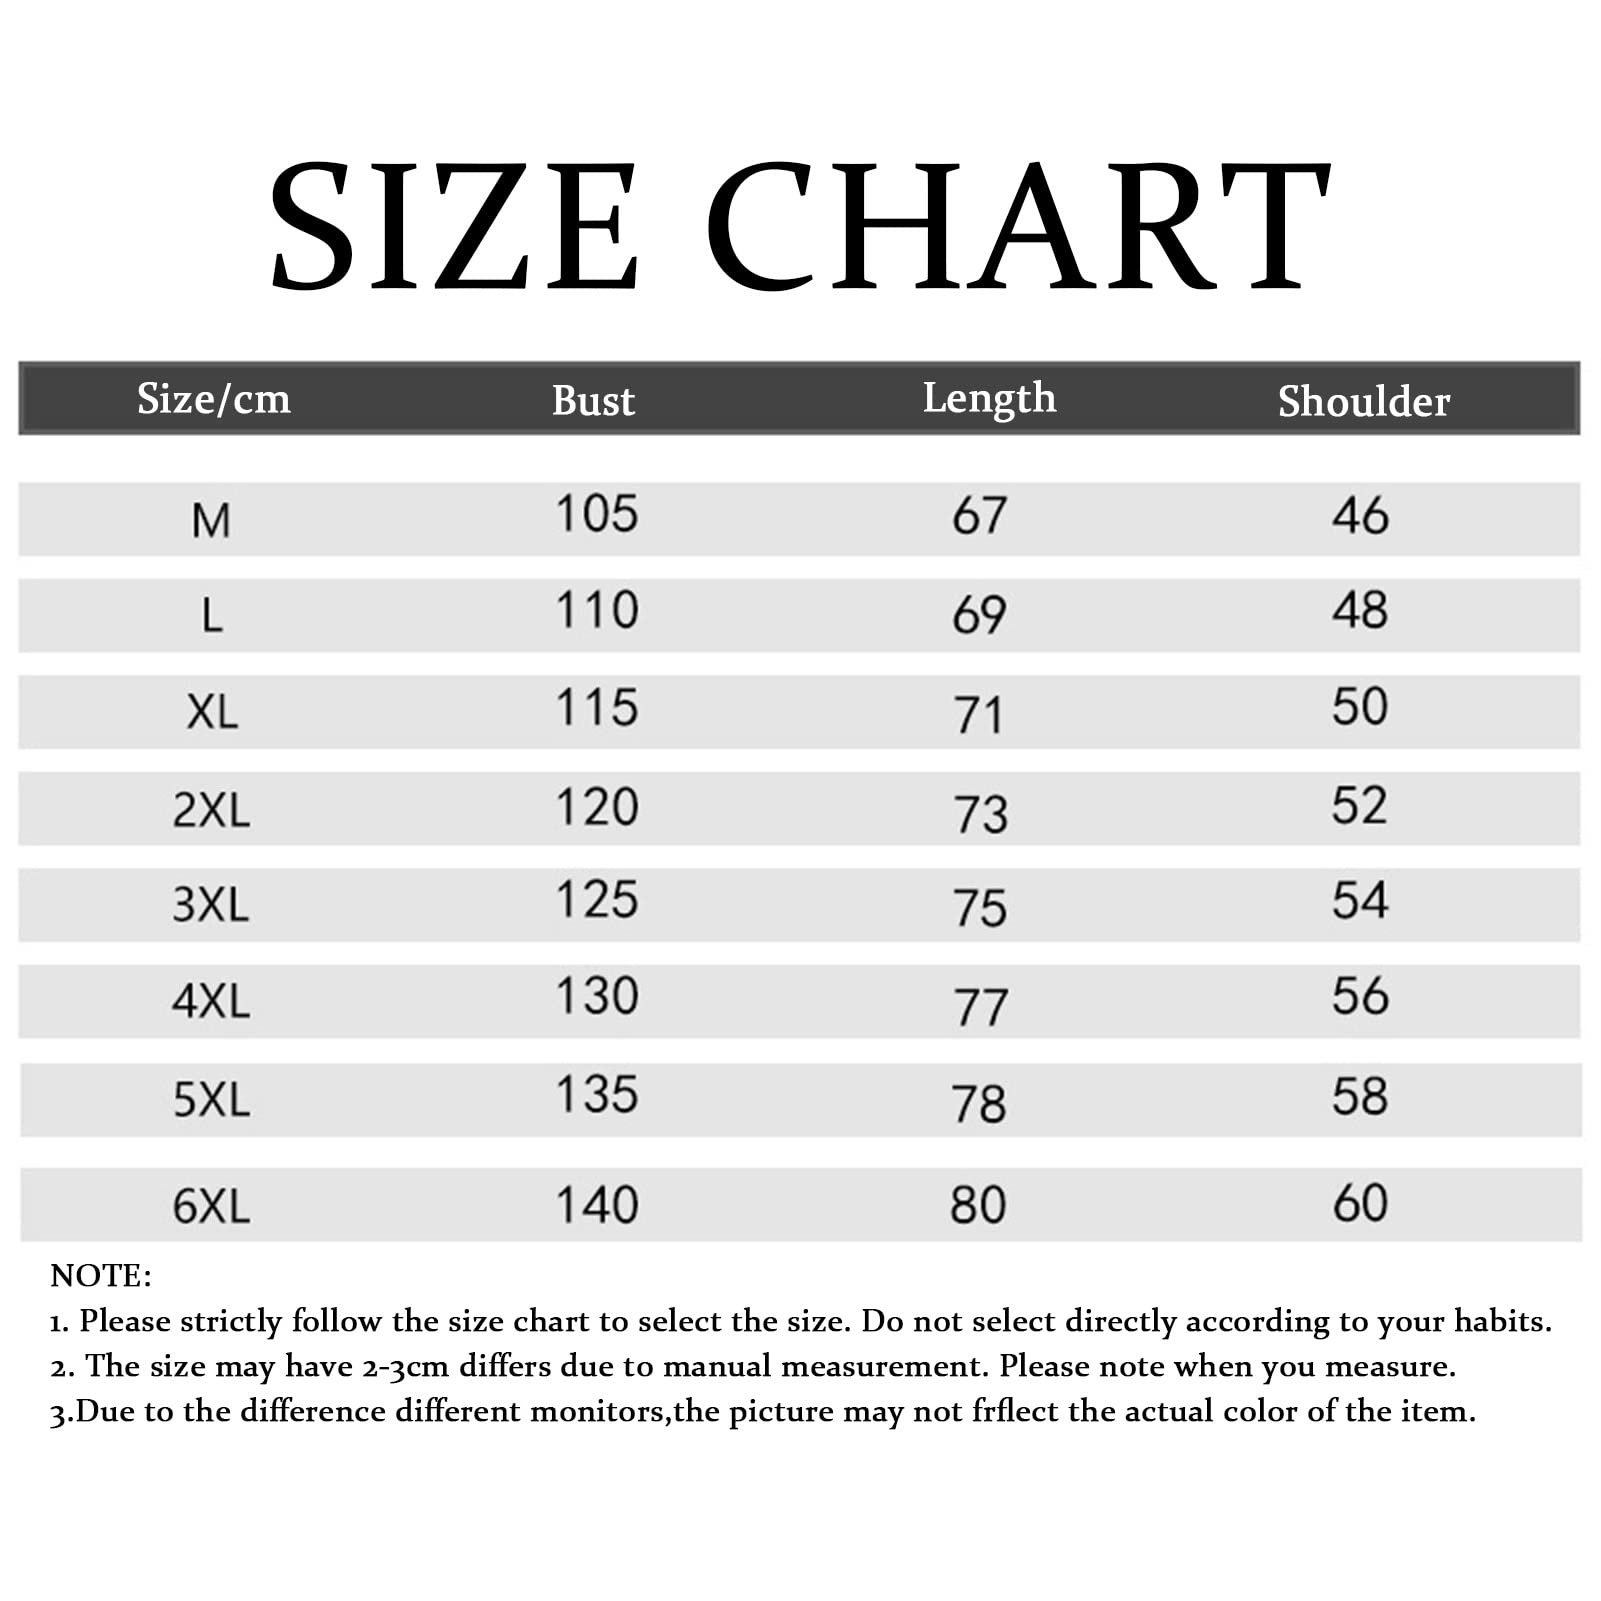 SIZE CHART
Size/cm Bust Length Shoulder
M 105 67 46
L 110 69 48
XL 115 71 50
2XL 120 73 52
3XL 125 75 54
4XL 130 77 56
5XL 135 78 58
6XL 140 80 60
NOTE:
1. Please strictly follow the size chart to select the size. Do not select directly according to your habits.
2. The size may have 2-3cm differs due to manual measurement. Please note when you measure.
3.Due to the difference different monitors,the picture may not frflect the actual color of the item.